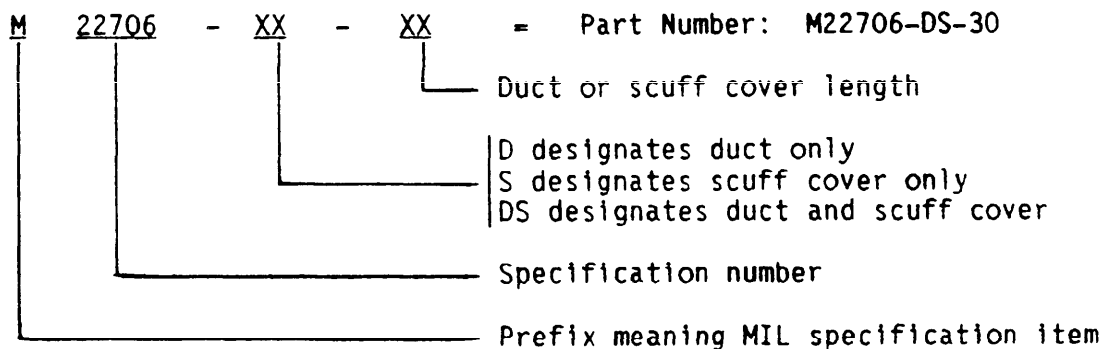 M 22706 - XX - XX = Part Number: M22706-DS-30
Duct or scuff cover length
D designates duct only
S designates scuff cover only
DS designates duct and scuff cover
Specification number
Prefix meaning MIL specification item